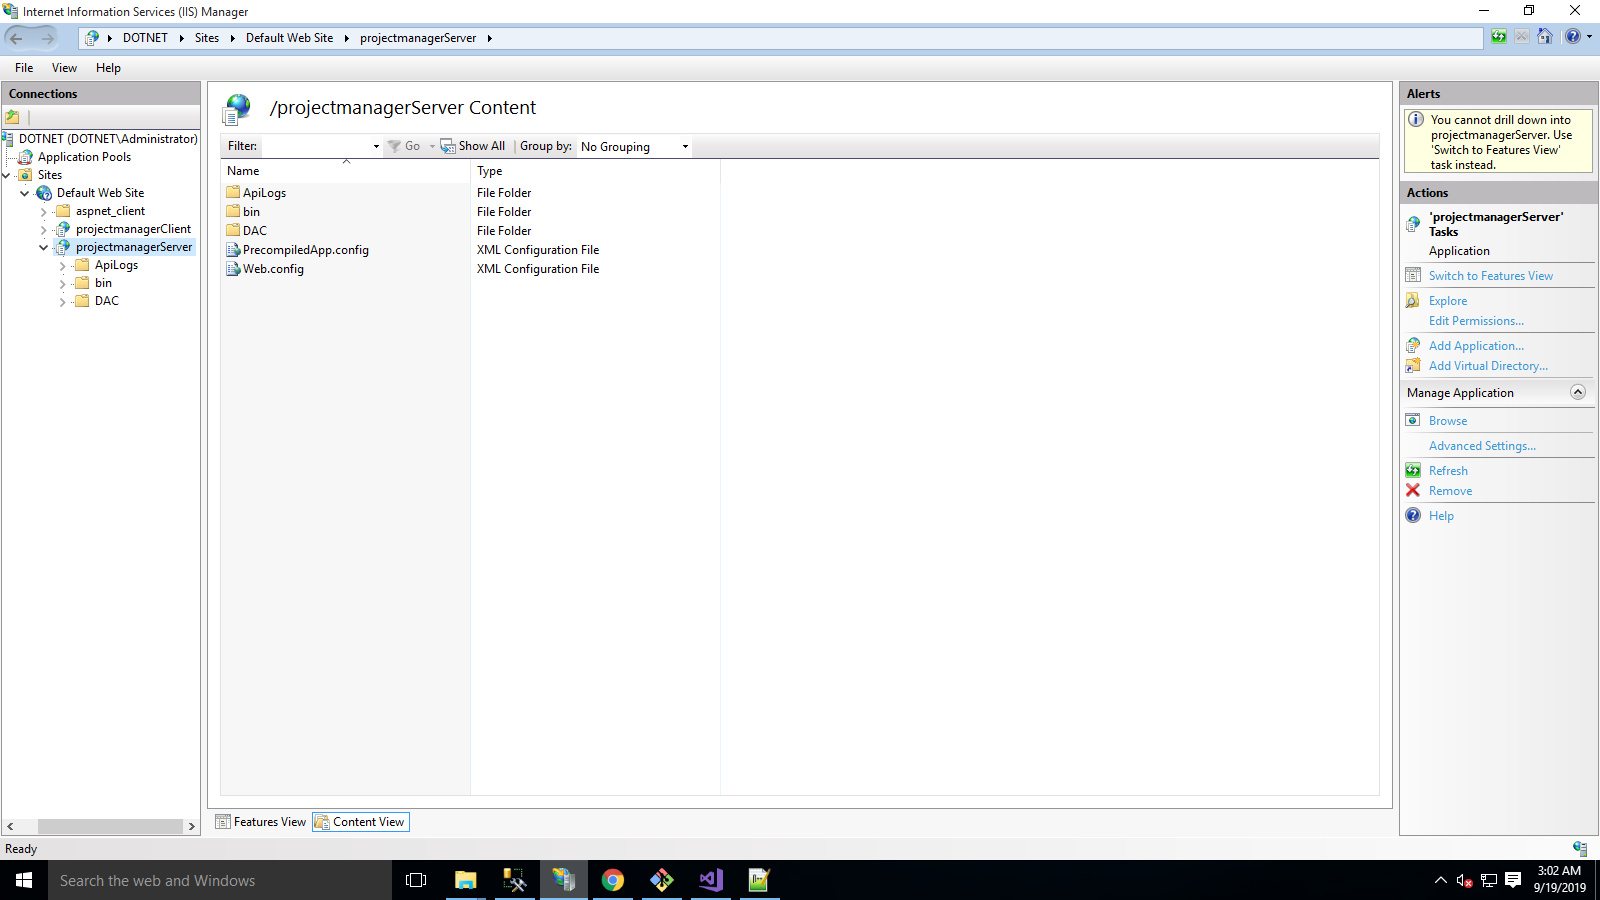 Internet Information Services (IIS) Manager
DOTNET Sites Default Web Site projectmanagerServer
File View Help
Connections
DOTNET (DOTNET\Administrator)
Application Pools
Sites
Default Web Site
aspnet_client
projectmanagerClient
projectmanagerServer
ApiLogs
bin
DAC
/projectmanagerServer Content
Filter: Go Show All Group by: No Grouping
Name Type
ApiLogs File Folder
bin File Folder
DAC File Folder
PrecompiledApp.config XML Configuration File
Web.config XML Configuration File
Features View Content View
Alerts
You cannot drill down into
projectmanagerServer. Use
'Switch to Features View'
task instead.
Actions
'projectmanagerServer'
Tasks
Application
Switch to Features View
Explore
Edit Permissions...
Add Application...
Add Virtual Directory...
Manage Application
Browse
Advanced Settings...
Refresh
Remove
Help
Ready
Search the web and Windows
3:02 AM
9/19/2019